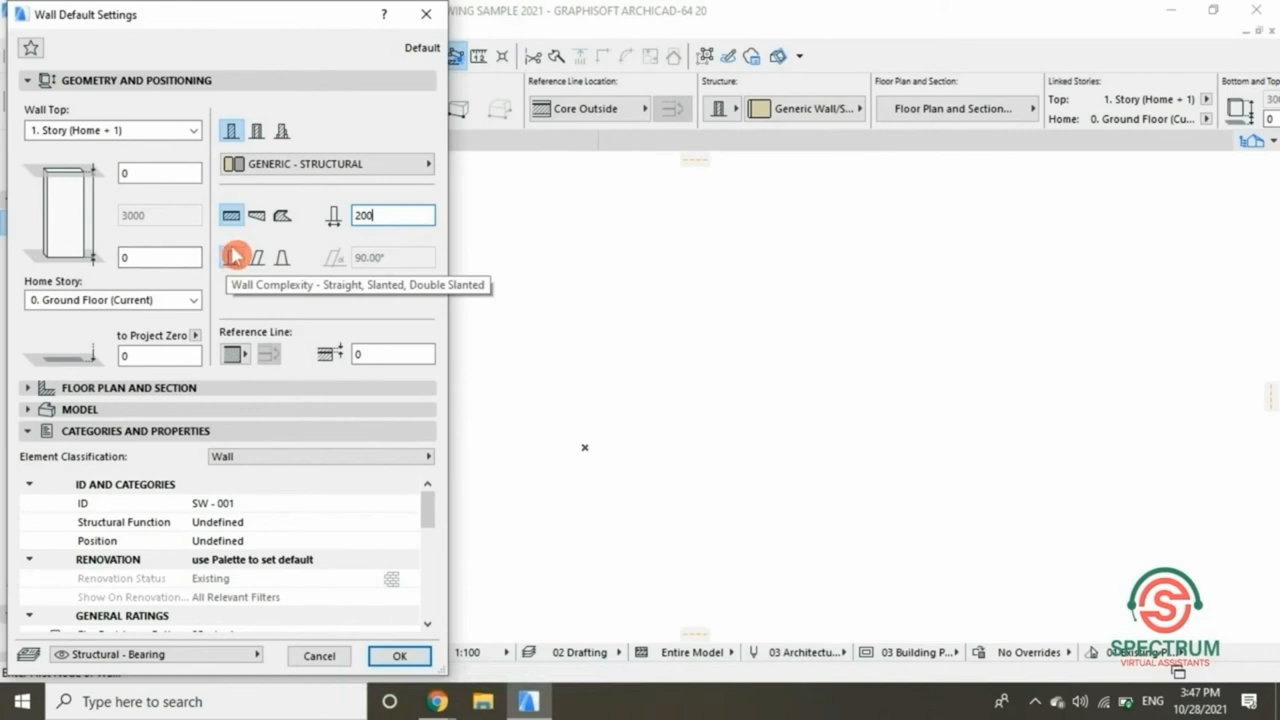 Wall Default Settings
?
WING SAMPLE 2021 - GRAPHISOFT ARCHICAD-64 20
Default
GEOMETRY AND POSITIONING
Reference Line Location:
Structure:
Floor Plan and Section:
Linked Stories:
Bottom and Top
Core Outside
Generic Wall/S...
Floor Plan and Section...
Top: 1. Story (Home + 1)
Home: 0. Ground Floor (Cu...
0
Wall Top:
1. Story (Home + 1)
GENERIC - STRUCTURAL
0
3000
200
0
90.00°
Wall Complexity - Straight, Slanted, Double Slanted
Home Story:
0. Ground Floor (Current)
to Project Zero
Reference Line:
0
0
FLOOR PLAN AND SECTION
MODEL
CATEGORIES AND PROPERTIES
Element Classification:
Wall
ID AND CATEGORIES
ID
SW - 001
Structural Function
Undefined
Position
Undefined
RENOVATION
use Palette to set default
Renovation Status
Existing
Show On Renovation...
All Relevant Filters
GENERAL RATINGS
Structural - Bearing
Cancel
OK
1:100
02 Drafting
Entire Model
03 Architectu...
03 Building P...
No Overrides
SPECTRUM
VIRTUAL ASSISTANTS
Type here to search
ENG
3:47 PM
10/28/2021